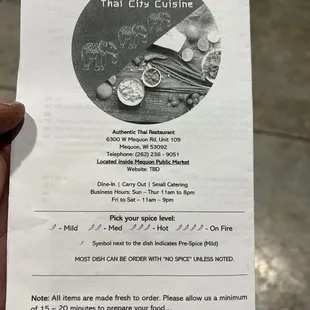 Thai City Cuisine
Authentic Thai Restaurant
6300 W Mequon Rd, Unit 109
Mequon, WI 53092
Telephone: (262) 236 - 9051
Located inside Mequon Public Market
Website: TBD
Dine-In | Carry Out | Small Catering
Business Hours: Sun – Thur 11am to 8pm
Fri to Sat – 11am – 9pm
Pick your spice level:
- Mild - Med - Hot - On Fire
Symbol next to the dish indicates Pre-Spice (Mild)
MOST DISH CAN BE ORDER WITH "NO SPICE" UNLESS NOTED.
Note: All items are made fresh to order. Please allow us a minimum
of 15 – 20 minutes to prepare your food...